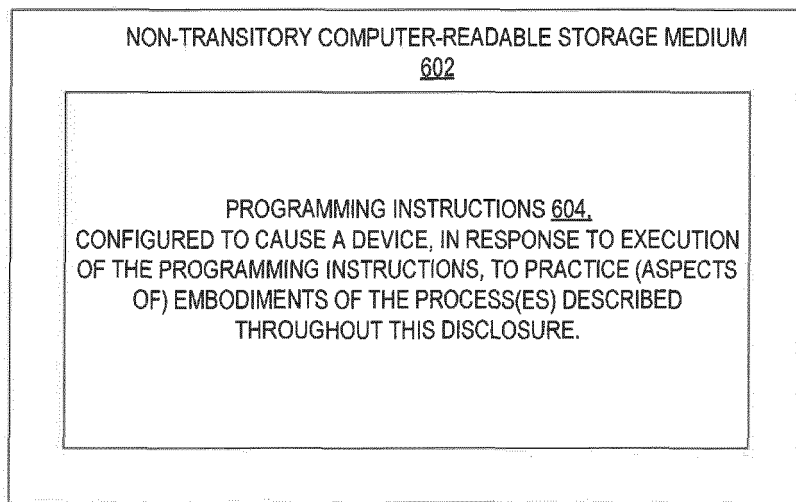 NON-TRANSITORY COMPUTER-READABLE STORAGE MEDIUM
602
PROGRAMMING INSTRUCTIONS 604,
CONFIGURED TO CAUSE A DEVICE, IN RESPONSE TO EXECUTION
OF THE PROGRAMMING INSTRUCTIONS, TO PRACTICE (ASPECTS
OF) EMBODIMENTS OF THE PROCESS(ES) DESCRIBED
THROUGHOUT THIS DISCLOSURE.